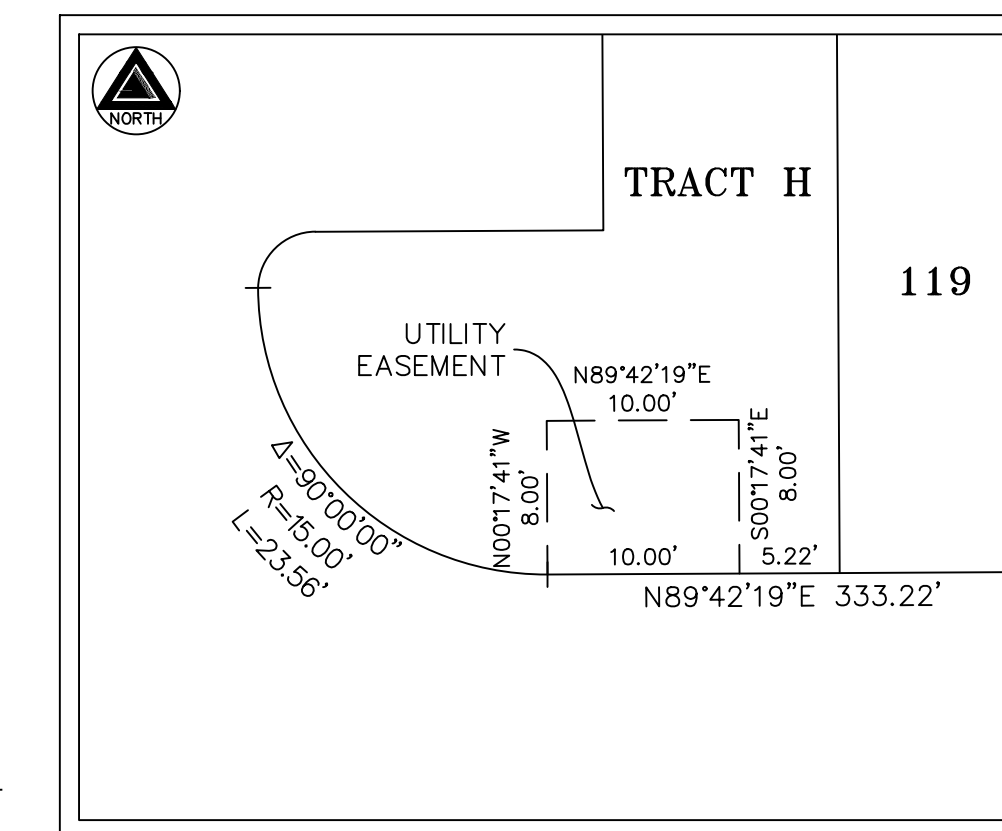 NORTH
TRACT H
119
UTILITY
EASEMENT
N89°42'19"E
10.00'
N00°17'41"W
8.00'
S00°17'41"E
8.00'
Δ=90°00'00"
R=15.00'
L=23.56'
10.00'
5.22'
N89°42'19"E 333.22'